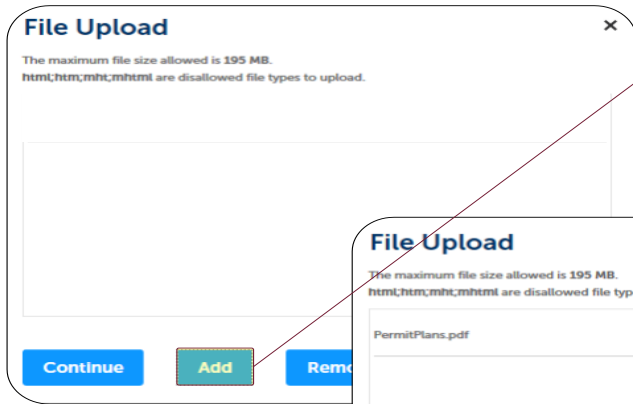 File Upload
×
The maximum file size allowed is 195 MB.
html;htm;mht;mhtml are disallowed file types to upload.
Continue Add
File Upload
The maximum file size allowed is 195 MB.
html;htm;mht;mhtml are disallowed file
PermitPlans.pdf